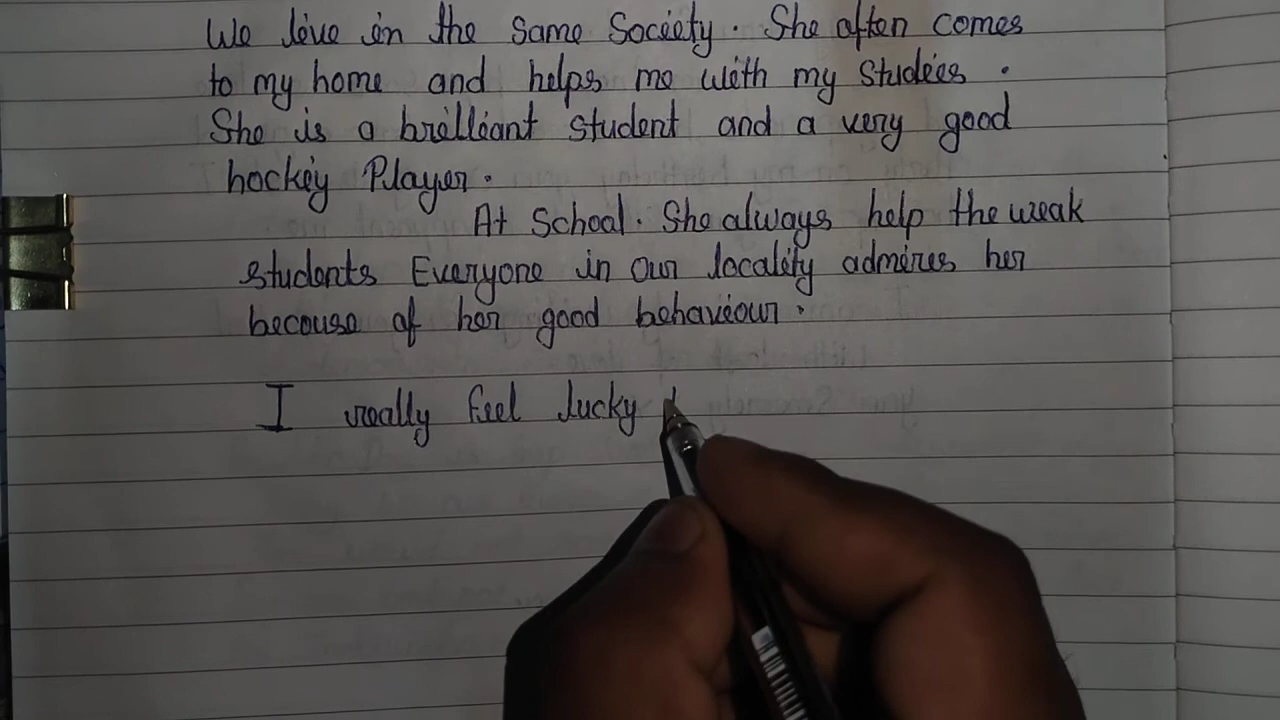 We live in the Same Society. She often comes
to my home and helps me with my Studies.
She is a brilliant student and a very good
hockey Player.
At School. She always help the weak
students Everyone in our locality admires her
becouse of her good behaviour.
I really feel lucky